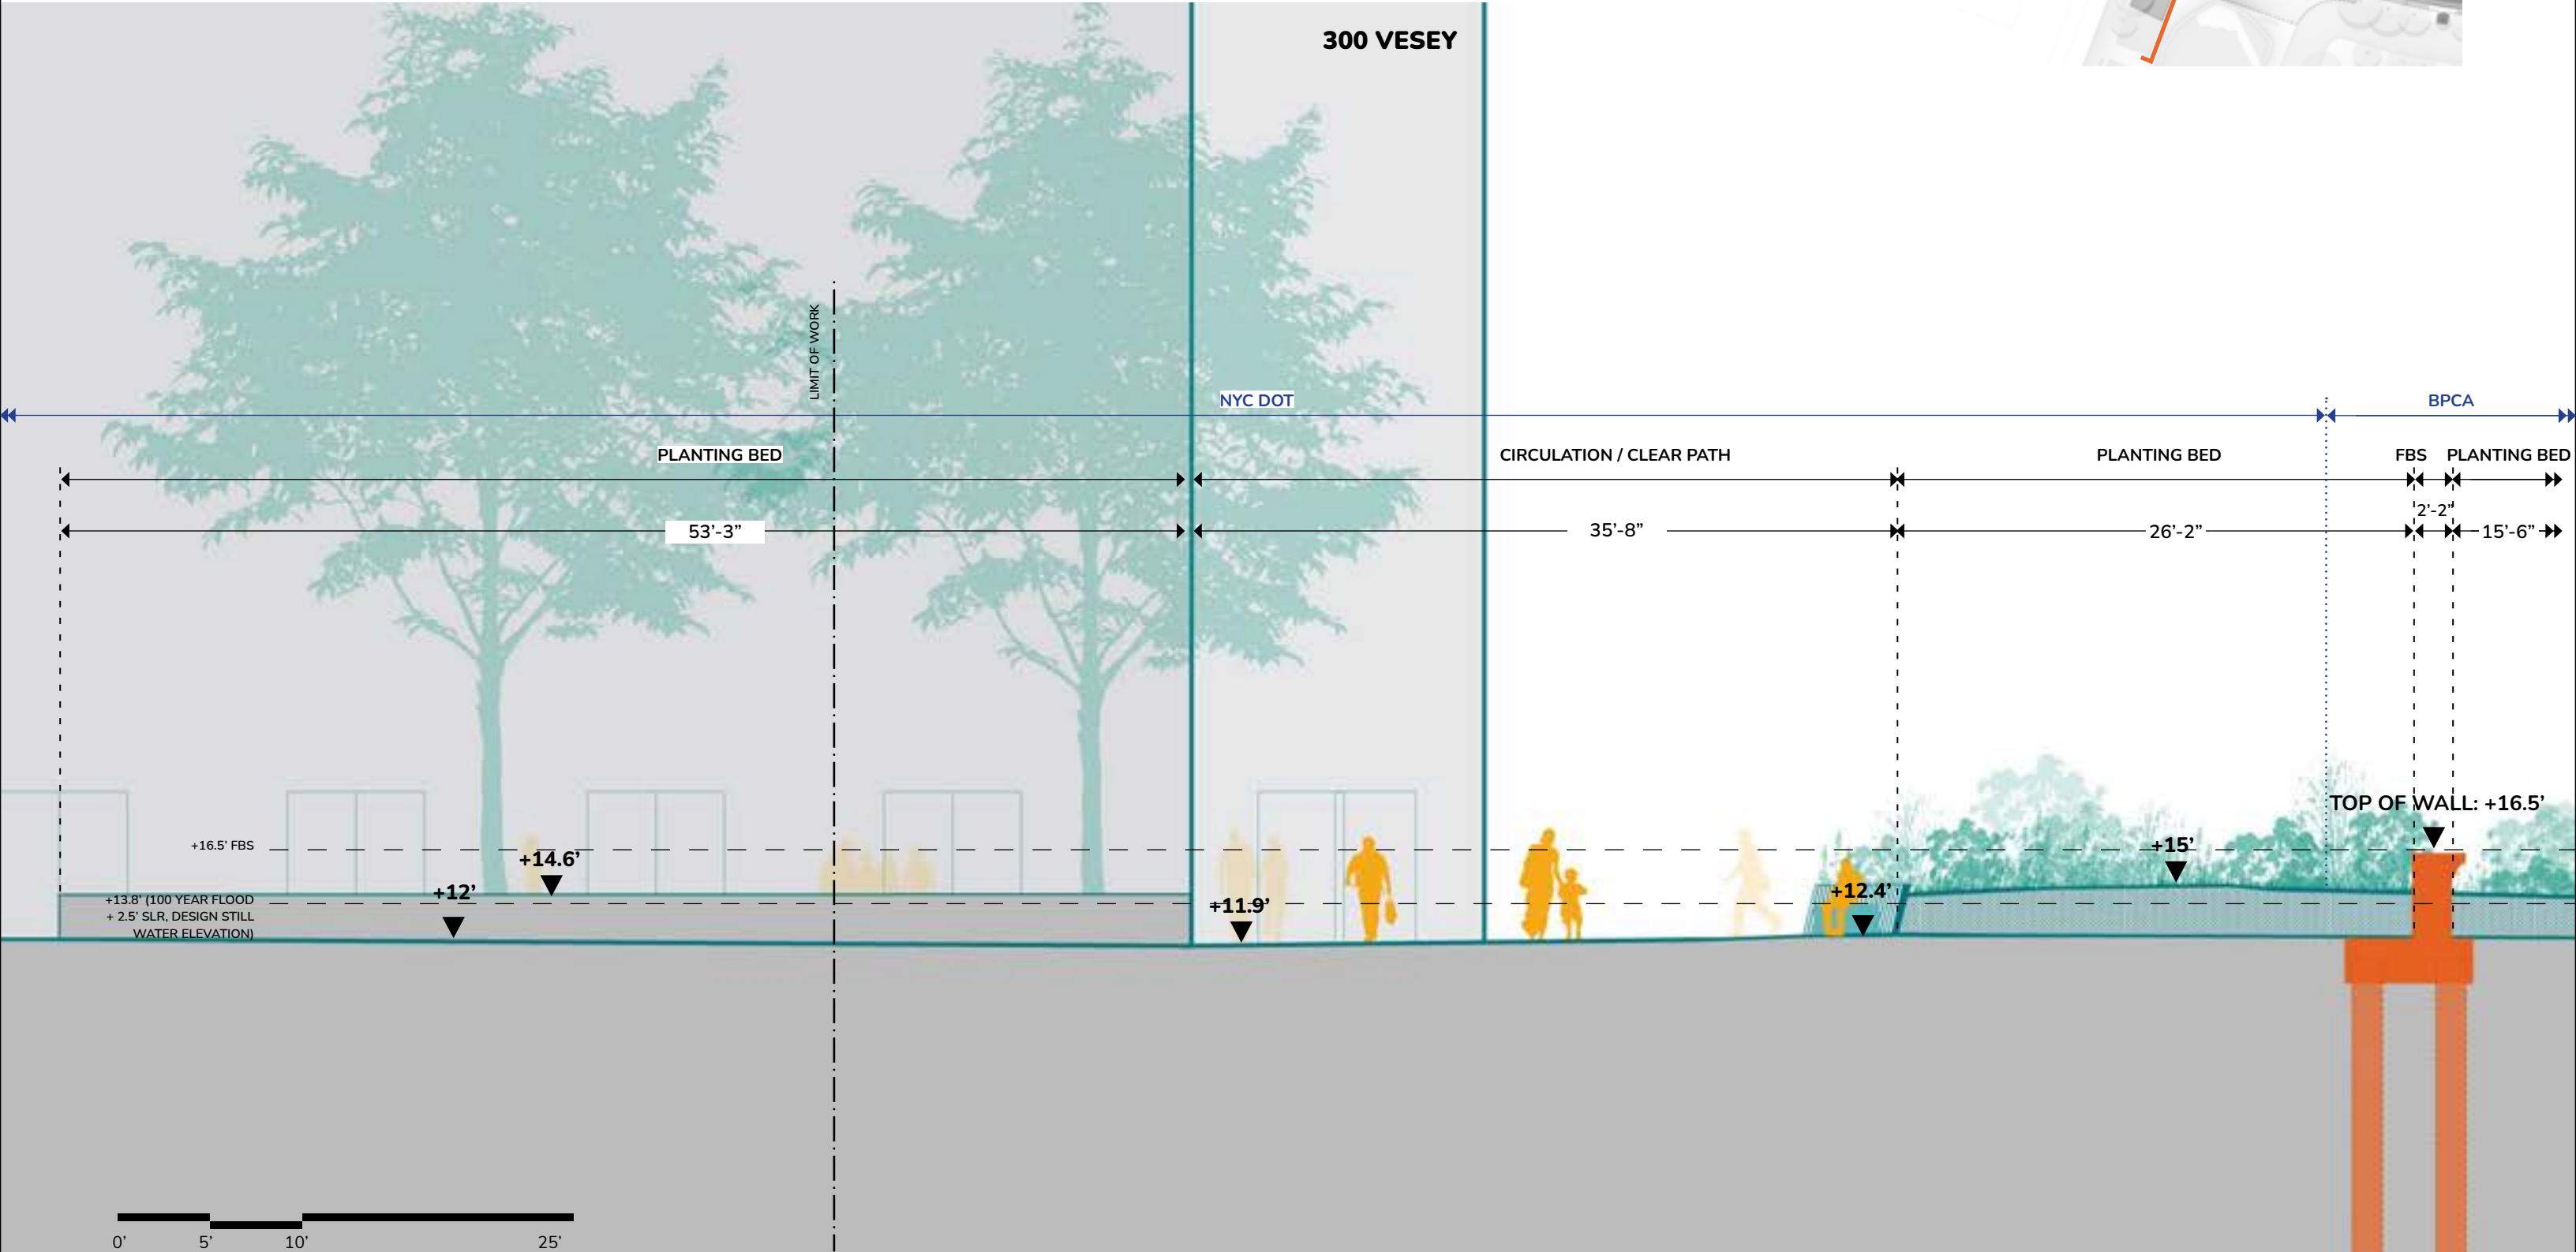 300 VESEY
LIMIT OF WORK
NYC DOT
BPCA
PLANTING BED
CIRCULATION / CLEAR PATH
PLANTING BED
FBS
PLANTING BED
53’-3”
35’-8”
26’-2”
2’-2”
15’-6”
TOP OF WALL: +16.5’
+16.5’ FBS
+14.6’
+15’
+12’
+12.4’
+13.8’ (100 YEAR FLOOD
+ 2.5’ SLR, DESIGN STILL
WATER ELEVATION)
+11.9’
0’
5’
10’
25’